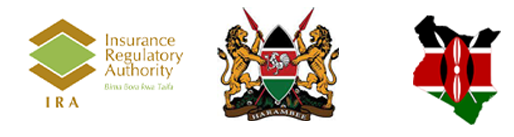 Insurance
Regulatory
Authority
Bima Bora kwa Taifa
IRA
HARAMBEE